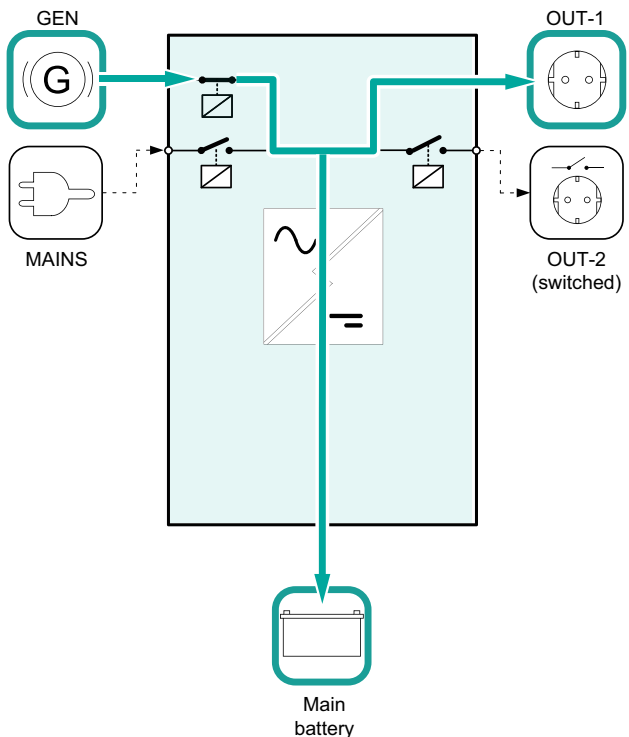 GEN
OUT-1
G
MAINS
OUT-2
(switched)
Main
battery